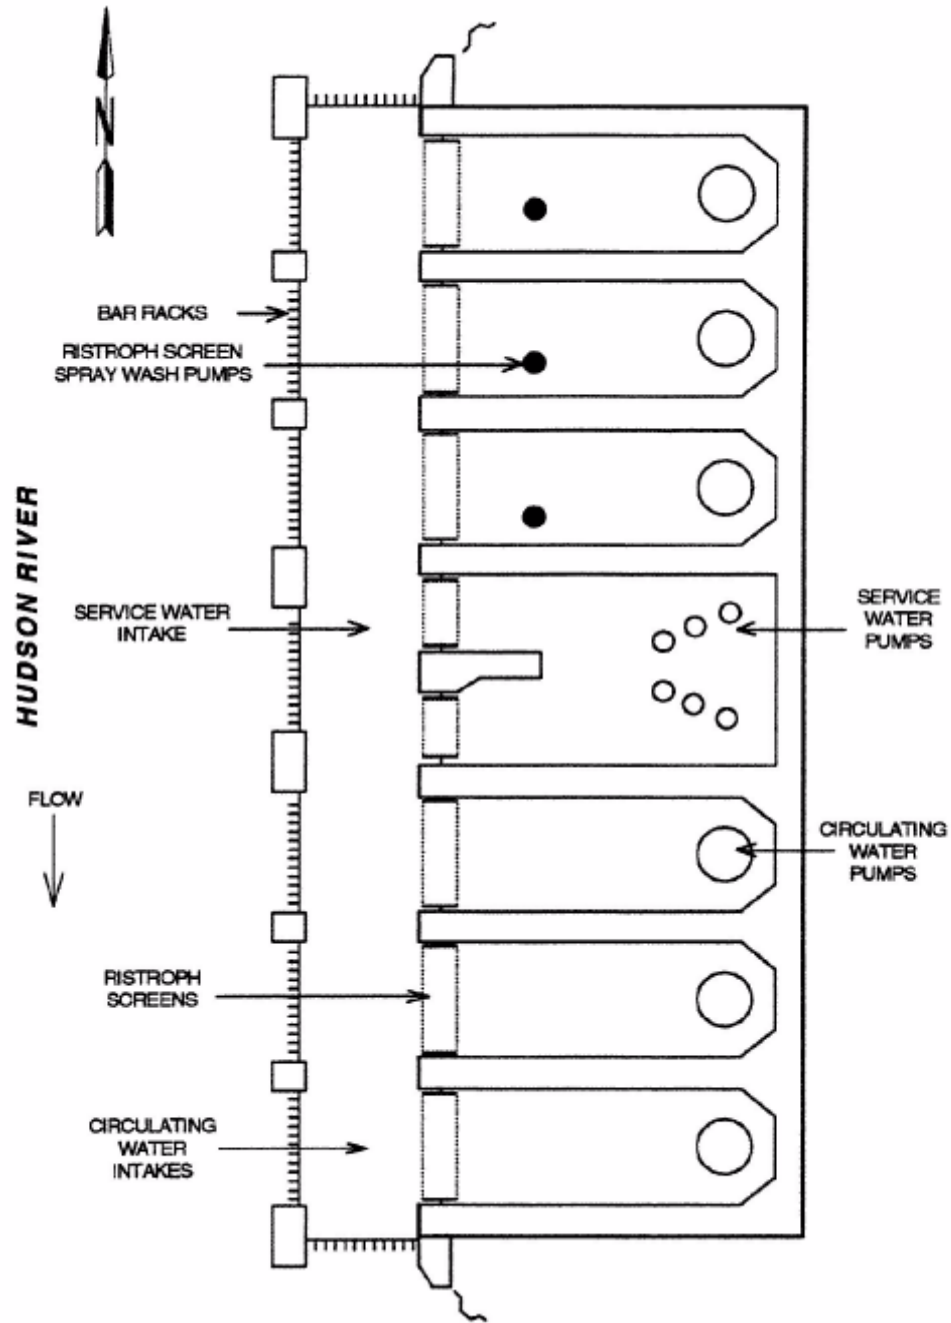 N
BAR RACKS
RISTROPH SCREEN
SPRAY WASH PUMPS
HUDSON RIVER
SERVICE WATER
INTAKE
SERVICE
WATER
PUMPS
FLOW
CIRCULATING
WATER
PUMPS
RISTROPH
SCREENS
CIRCULATING
WATER
INTAKES